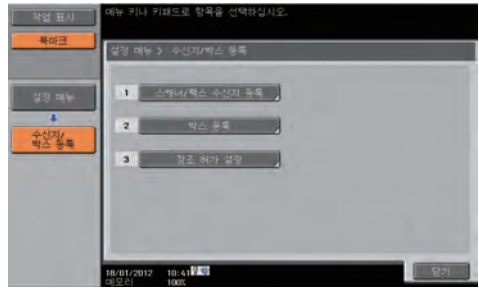 작업 표시
메뉴 키나 키패드로 항목을 선택하십시오.
북마크
설정 메뉴 > 수신지/박스 등록
설정 메뉴
수신지/
박스 등록
1 스캐너/팩스 수신지 등록
2 박스 등록
3 참조 허가 설정
18/01/2012 10:41
메모리 100%
닫기